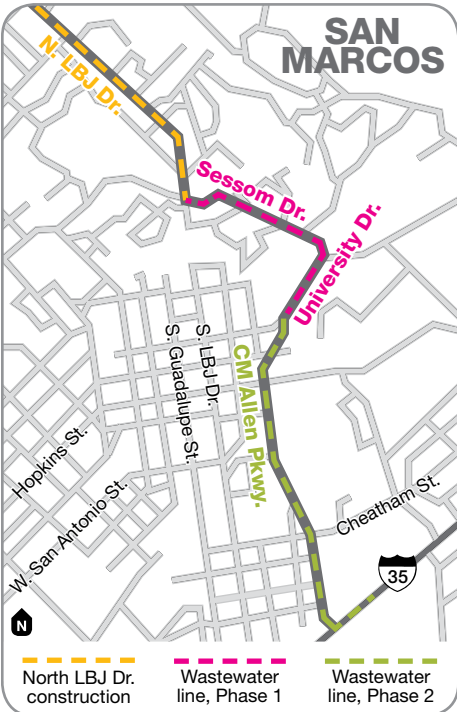 SAN
MARCOS
N. LBJ Dr.
Sessom Dr.
University Dr.
S. LBJ Dr.
S. Guadalupe St.
CM Allen Pkwy.
Hopkins St.
W. San Antonio St.
Cheatham St.
35
N
North LBJ Dr.
construction
Wastewater
line, Phase 1
Wastewater
line, Phase 2